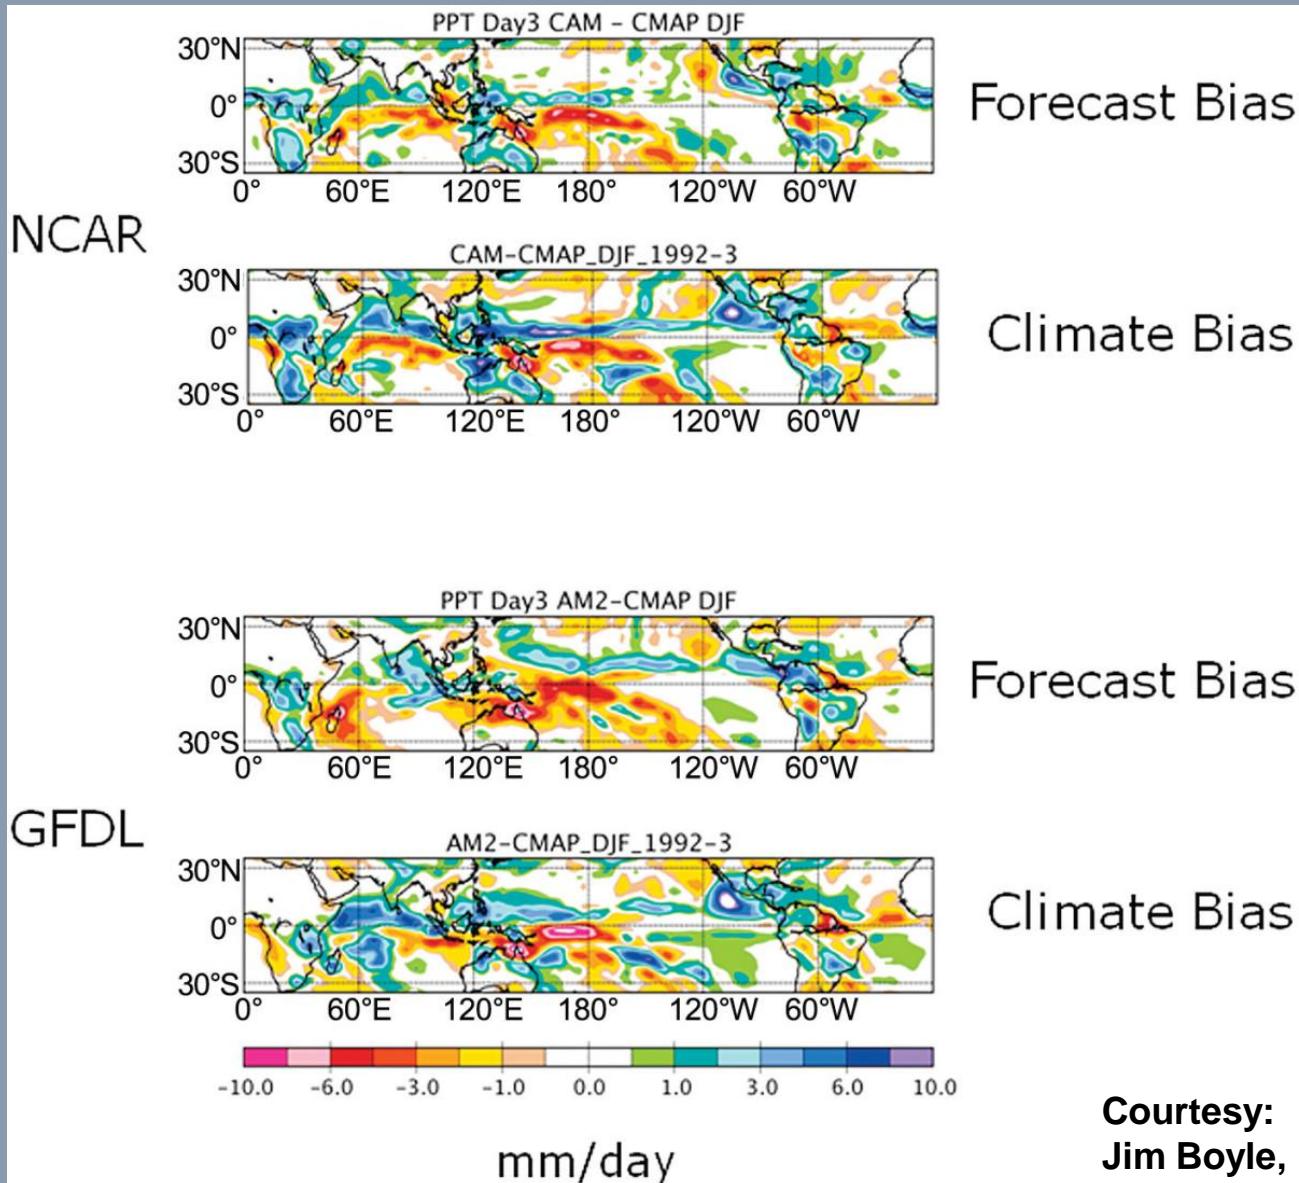 PPT Day3 CAM - CMAP DJF
30°N
0°
30°S
0° 60°E 120°E 180° 120°W 60°W
Forecast Bias
NCAR
CAM-CMAP_DJF_1992-3
30°N
0°
30°S
0° 60°E 120°E 180° 120°W 60°W
Climate Bias
PPT Day3 AM2-CMAP DJF
30°N
0°
30°S
0° 60°E 120°E 180° 120°W 60°W
Forecast Bias
GFDL
AM2-CMAP_DJF_1992-3
30°N
0°
30°S
0° 60°E 120°E 180° 120°W 60°W
Climate Bias
-10.0 -6.0 -3.0 -1.0 0.0 1.0 3.0 6.0 10.0
mm/day
Courtesy:
Jim Boyle,